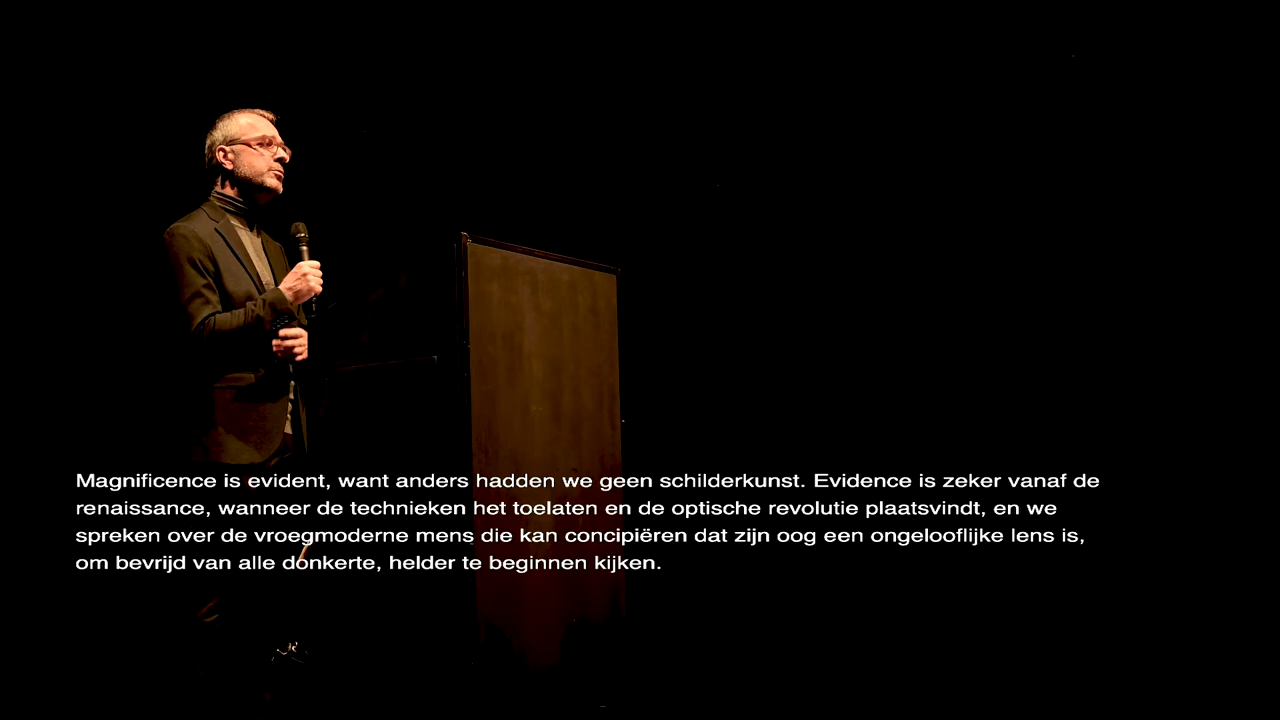 Magnificence is evident, want anders hadden we geen schilderkunst. Evidence is zeker vanaf de
renaissance, wanneer de technieken het toelaten en de optische revolutie plaatsvindt, en we
spreken over de vroegmoderne mens die kan concipiëren dat zijn oog een ongelooflijke lens is,
om bevrijd van alle donkerte, helder te beginnen kijken.